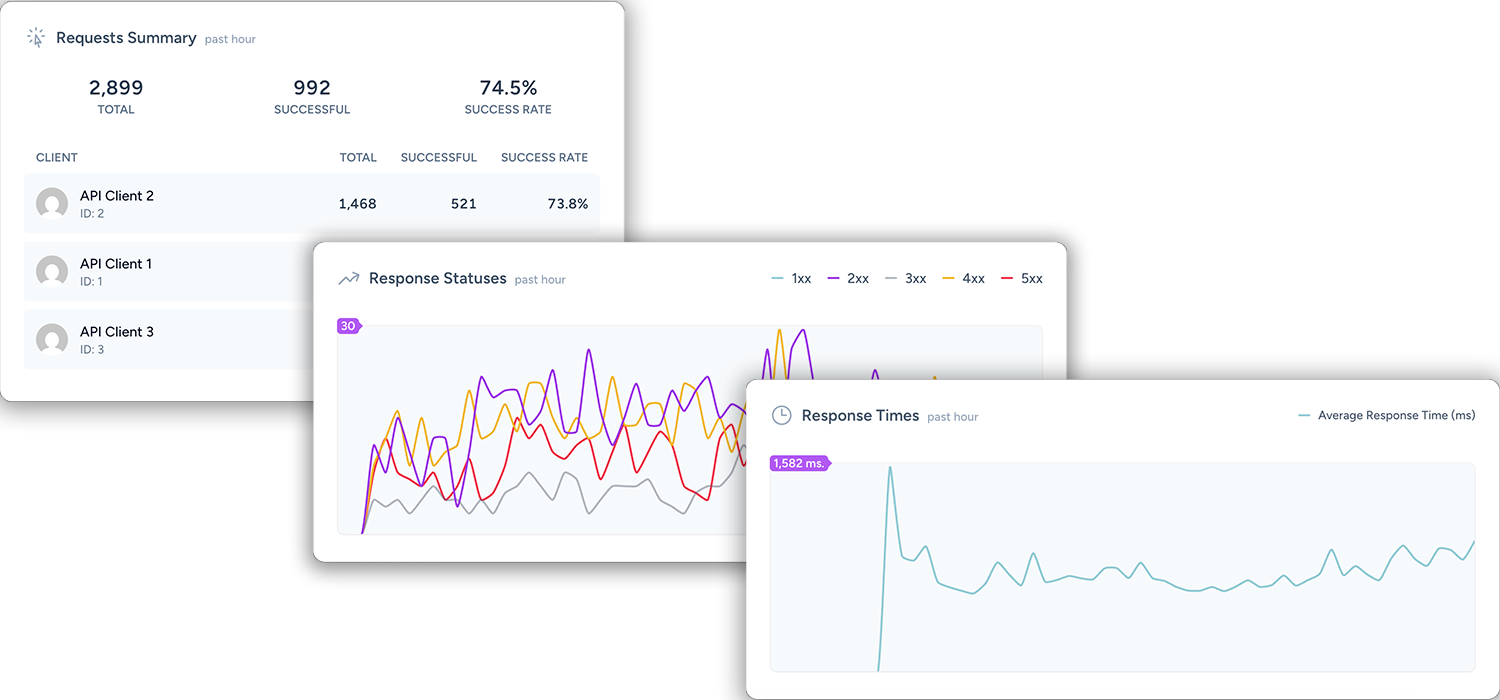 Requests Summary past hour
2,899 992 74.5%
TOTAL SUCCESSFUL SUCCESS RATE
CLIENT TOTAL SUCCESSFUL SUCCESS RATE
API Client 2
ID: 2
1,468 521 73.8%
API Client 1
ID: 1
API Client 3
ID: 3
Response Statuses past hour
1xx 2xx 3xx 4xx 5xx
30
Response Times past hour
Average Response Time (ms)
1,582 ms.